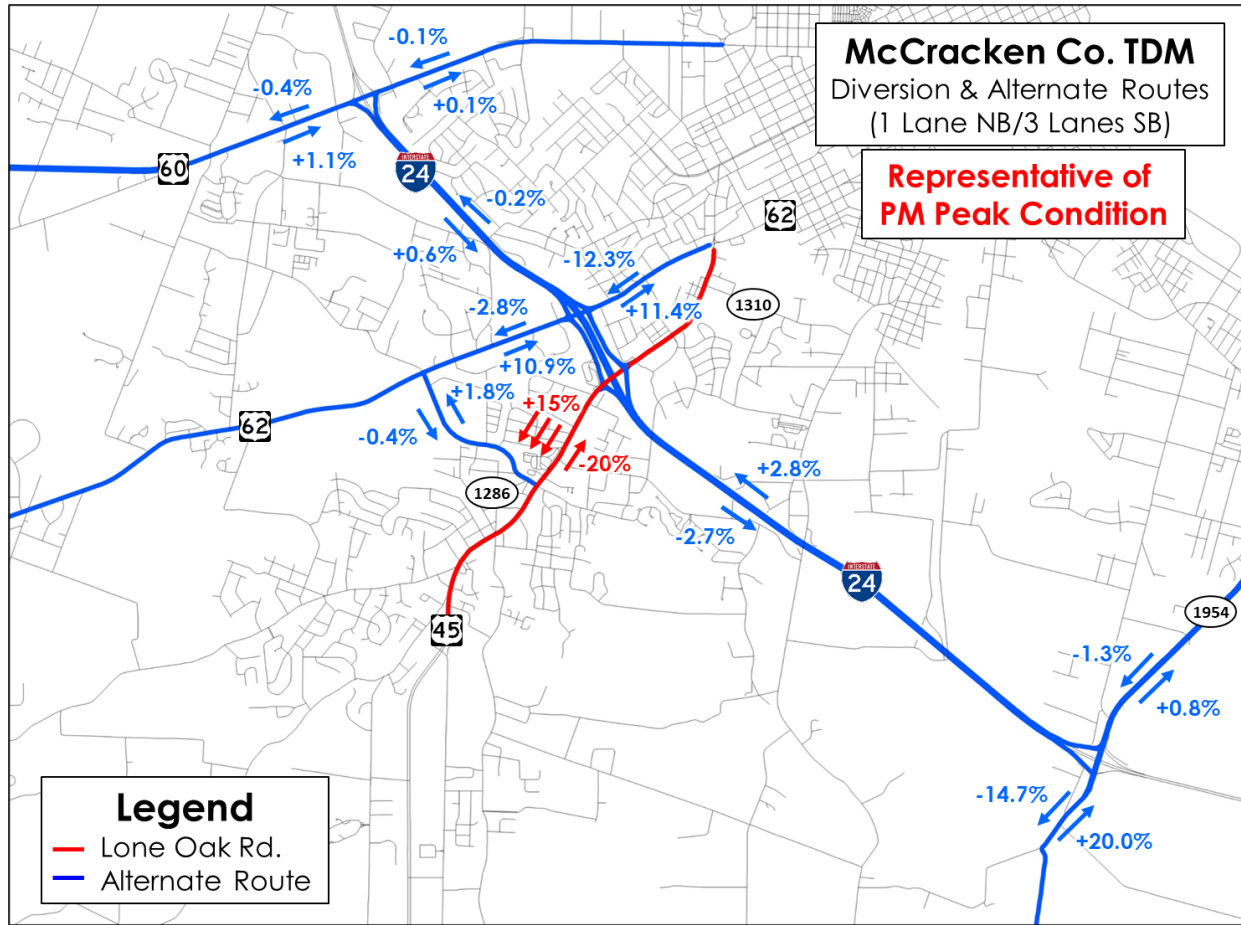 McCracken Co. TDM
Diversion & Alternate Routes
(1 Lane NB/3 Lanes SB)
Representative of
PM Peak Condition
-0.1%
+0.1%
-0.4%
+1.1%
60
INTERSTATE
24
-0.2%
+0.6%
62
-12.3%
+11.4%
1310
-2.8%
+10.9%
+1.8%
-0.4%
62
+15%
-20%
1286
45
+2.8%
-2.7%
INTERSTATE
24
1954
-1.3%
+0.8%
-14.7%
+20.0%
Legend
Lone Oak Rd.
Alternate Route